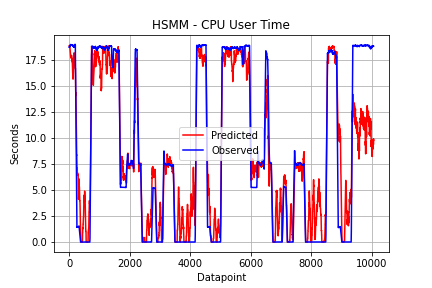 HSMM - CPU User Time
Seconds
17.5
15.0
12.5
10.0
7.5
5.0
2.5
0.0
Predicted
Observed
0 2000 4000 6000 8000 10000
Datapoint